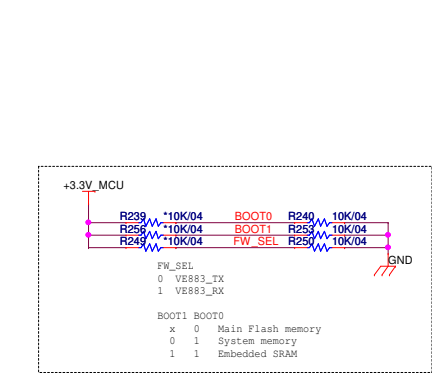 +3.3V_MCU
R239 *10K/04 BOOT0 R240 10K/04
R256 *10K/04 BOOT1 R253 10K/04
R249 *10K/04 FW_SEL R250 10K/04
GND
FW_SEL
0 VE883_TX
1 VE883_RX
BOOT1 BOOT0
x 0 Main Flash memory
0 1 System memory
1 1 Embedded SRAM